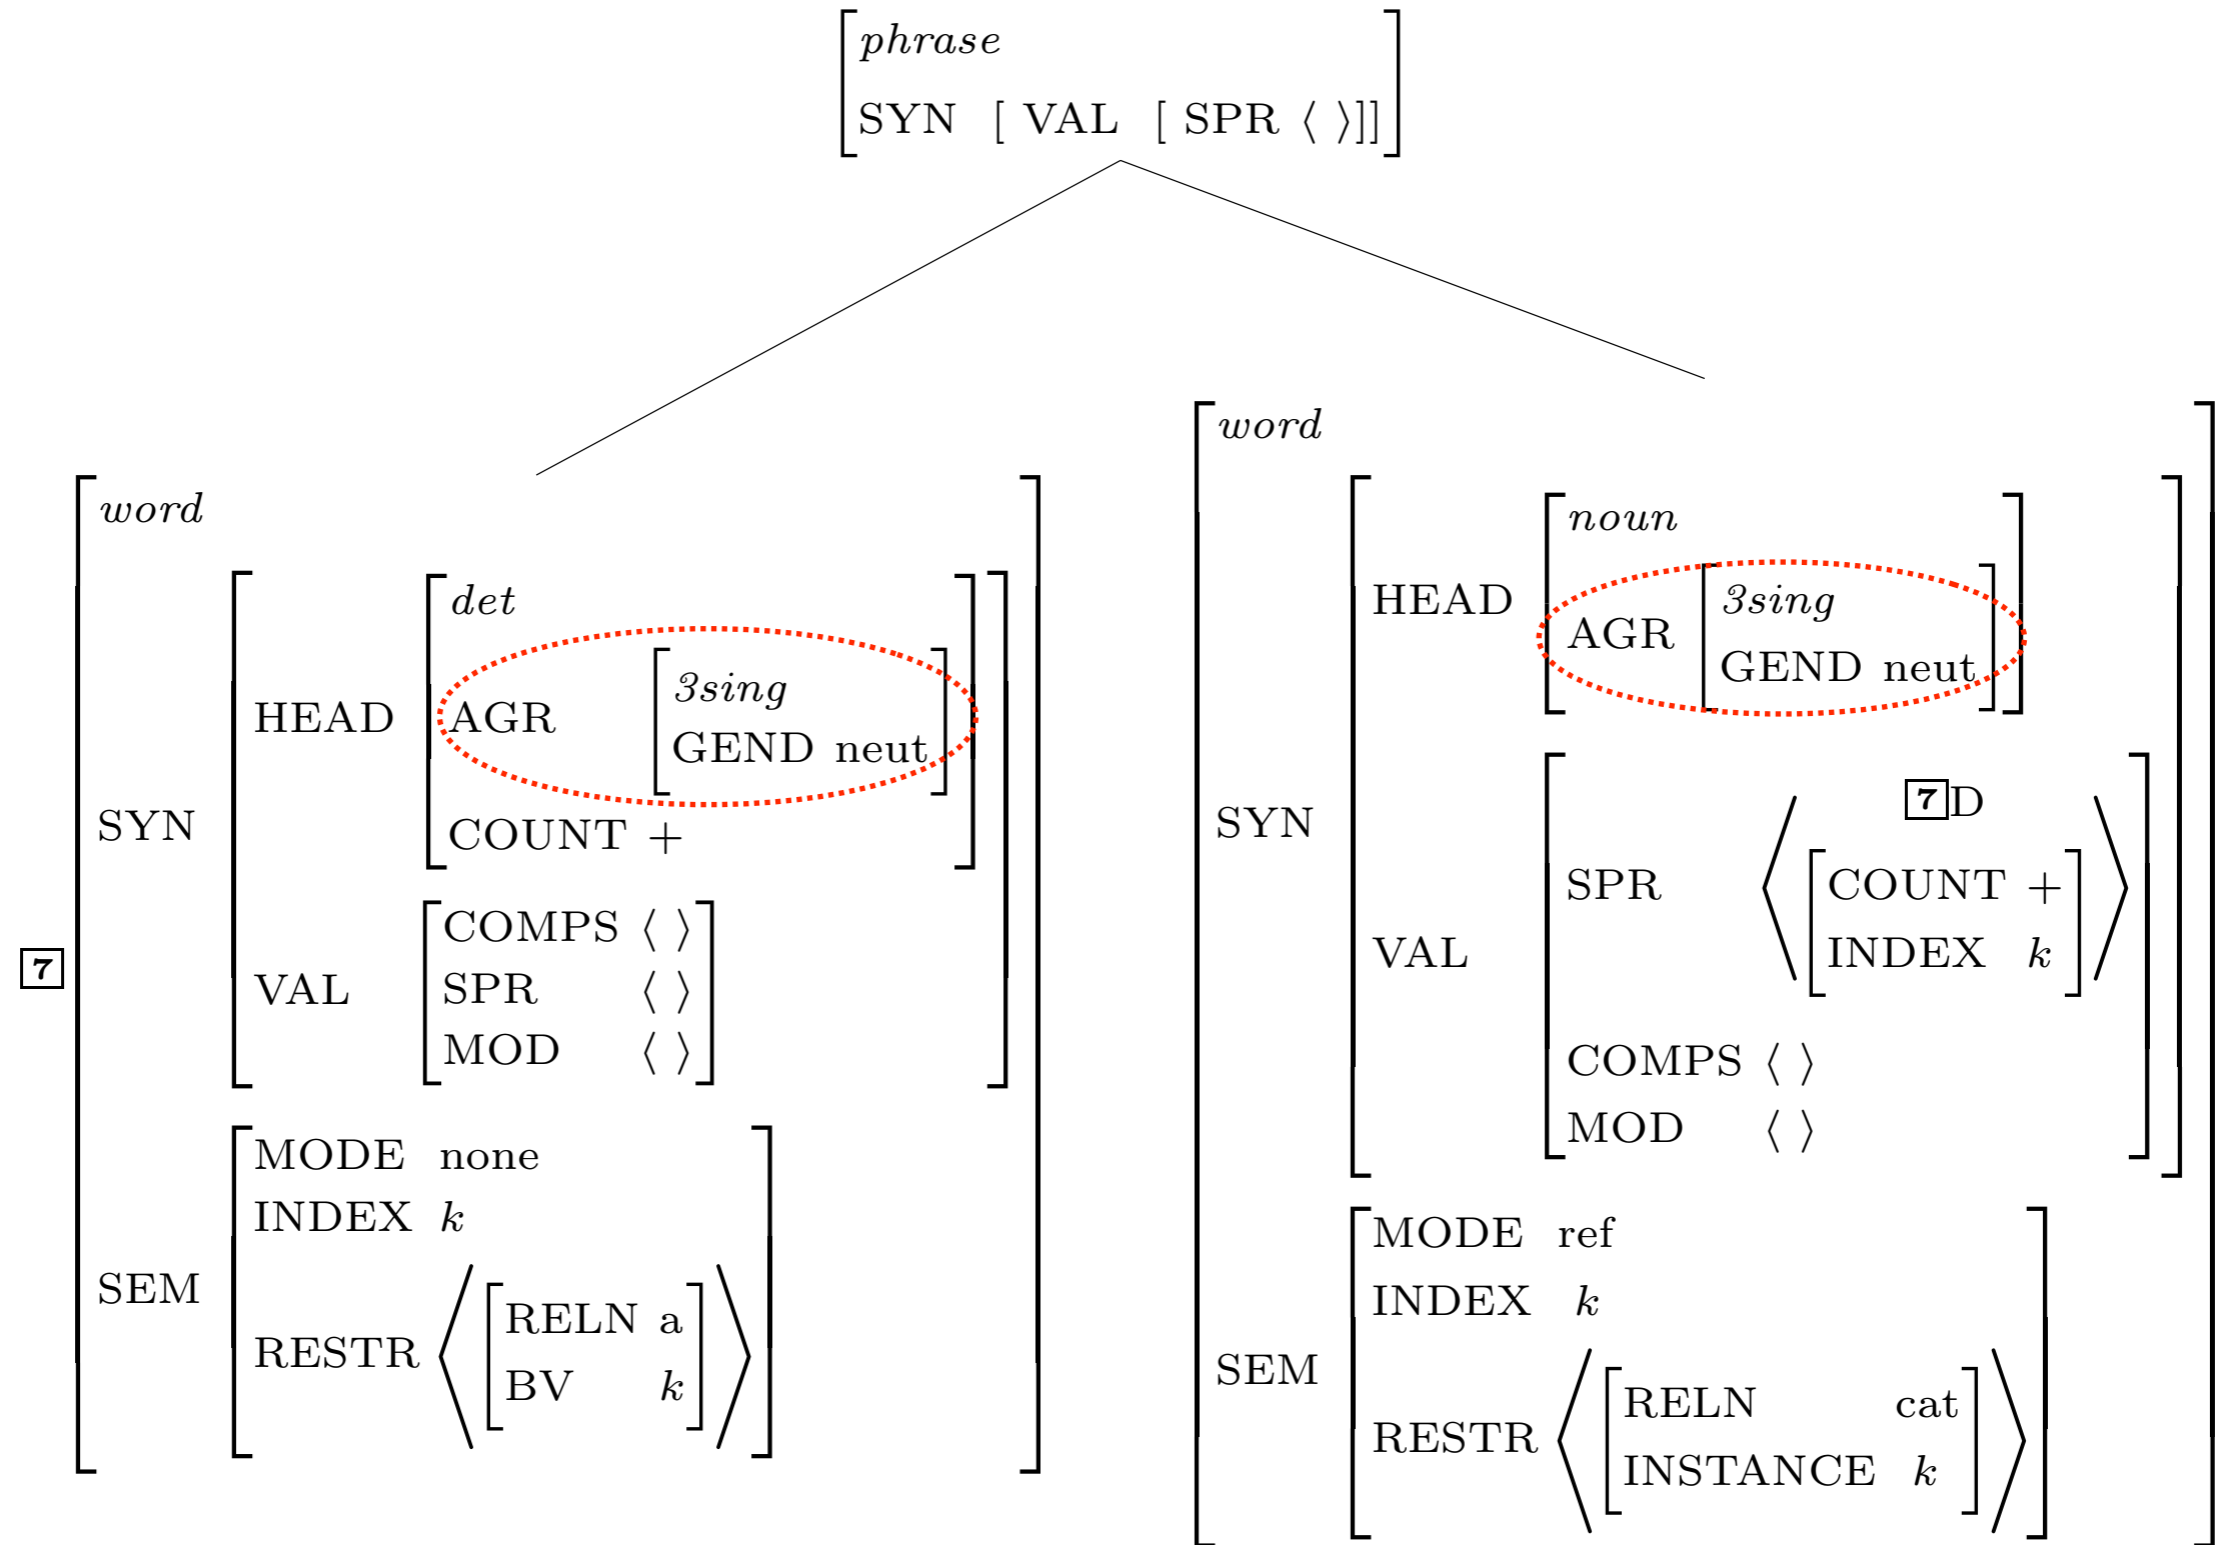 phrase
SYN [ VAL [ SPR ⟨ ⟩]]
7
word
SYN
HEAD
det
AGR
3sing
GEND neut
COUNT +
VAL
COMPS ⟨ ⟩
SPR ⟨ ⟩
MOD ⟨ ⟩
SEM
MODE none
INDEX k
RESTR
RELN a
BV k
word
SYN
HEAD
noun
AGR
3sing
GEND neut
VAL
SPR
7 D
COUNT +
INDEX k
COMPS ⟨ ⟩
MOD ⟨ ⟩
SEM
MODE ref
INDEX k
RESTR
RELN cat
INSTANCE k